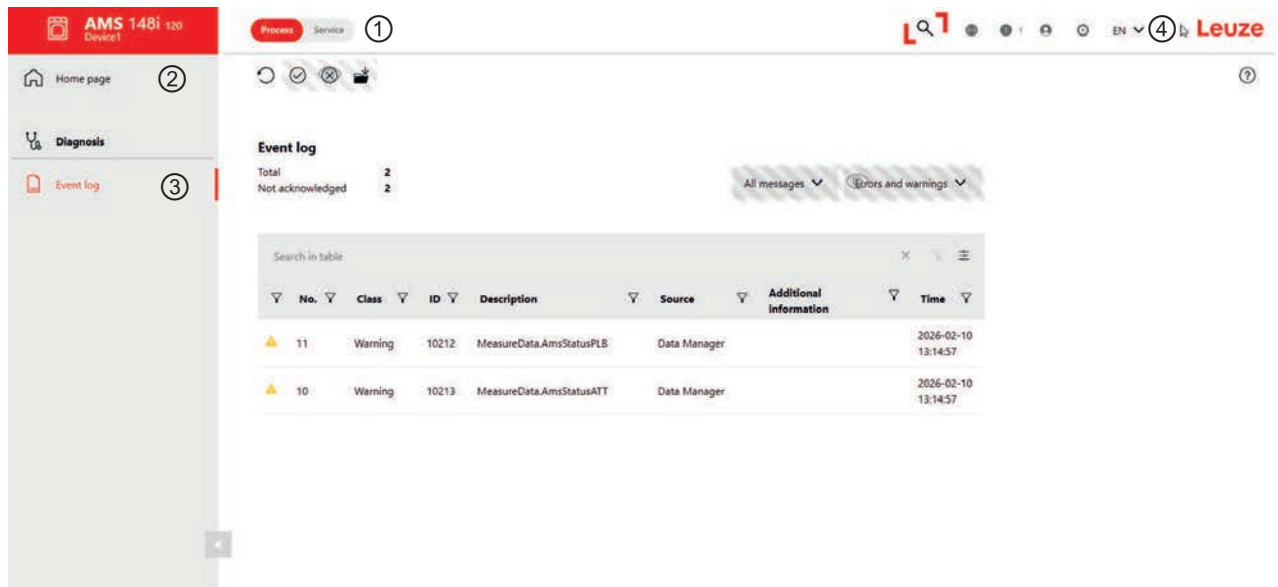 AMS 148i 120
Device1
Process Service ① EN ④ Leuze
Home page ②
Diagnosis
Event log ③
Event log
Total 2
Not acknowledged 2
All messages Errors and warnings
Search in table
No. Class ID Description Source Additional information Time
11 Warning 10212 MeasureData.AmsStatusPLB Data Manager 2026-02-10
13:14:57
10 Warning 10213 MeasureData.AmsStatusATT Data Manager 2026-02-10
13:14:57